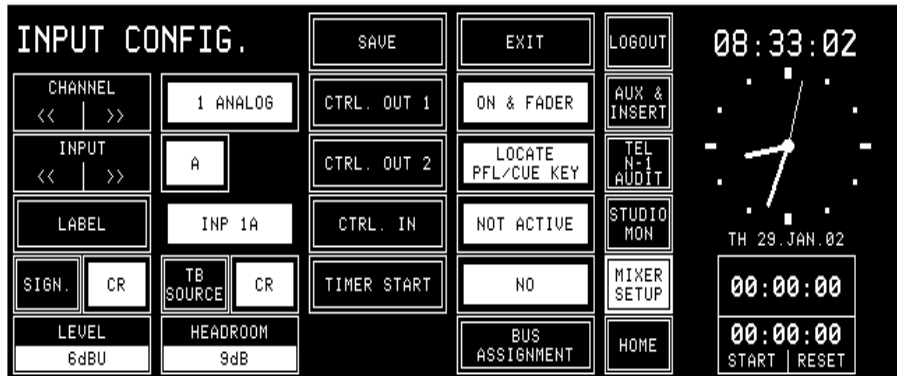 INPUT CONFIG.
SAVE
EXIT
LOGOUT
08:33:02
CHANNEL
<< >>
1 ANALOG
CTRL. OUT 1
ON & FADER
AUX &
INSERT
INPUT
<< >>
A
CTRL. OUT 2
LOCATE
PFL/CUE KEY
TEL
N-1
AUDIT
LABEL
INP 1A
CTRL. IN
NOT ACTIVE
STUDIO
MON
TH 29.JAN.02
SIGN.
CR
TB
SOURCE
CR
TIMER START
NO
MIXER
SETUP
00:00:00
LEVEL
6dBU
HEADROOM
9dB
BUS
ASSIGNMENT
HOME
00:00:00
START RESET